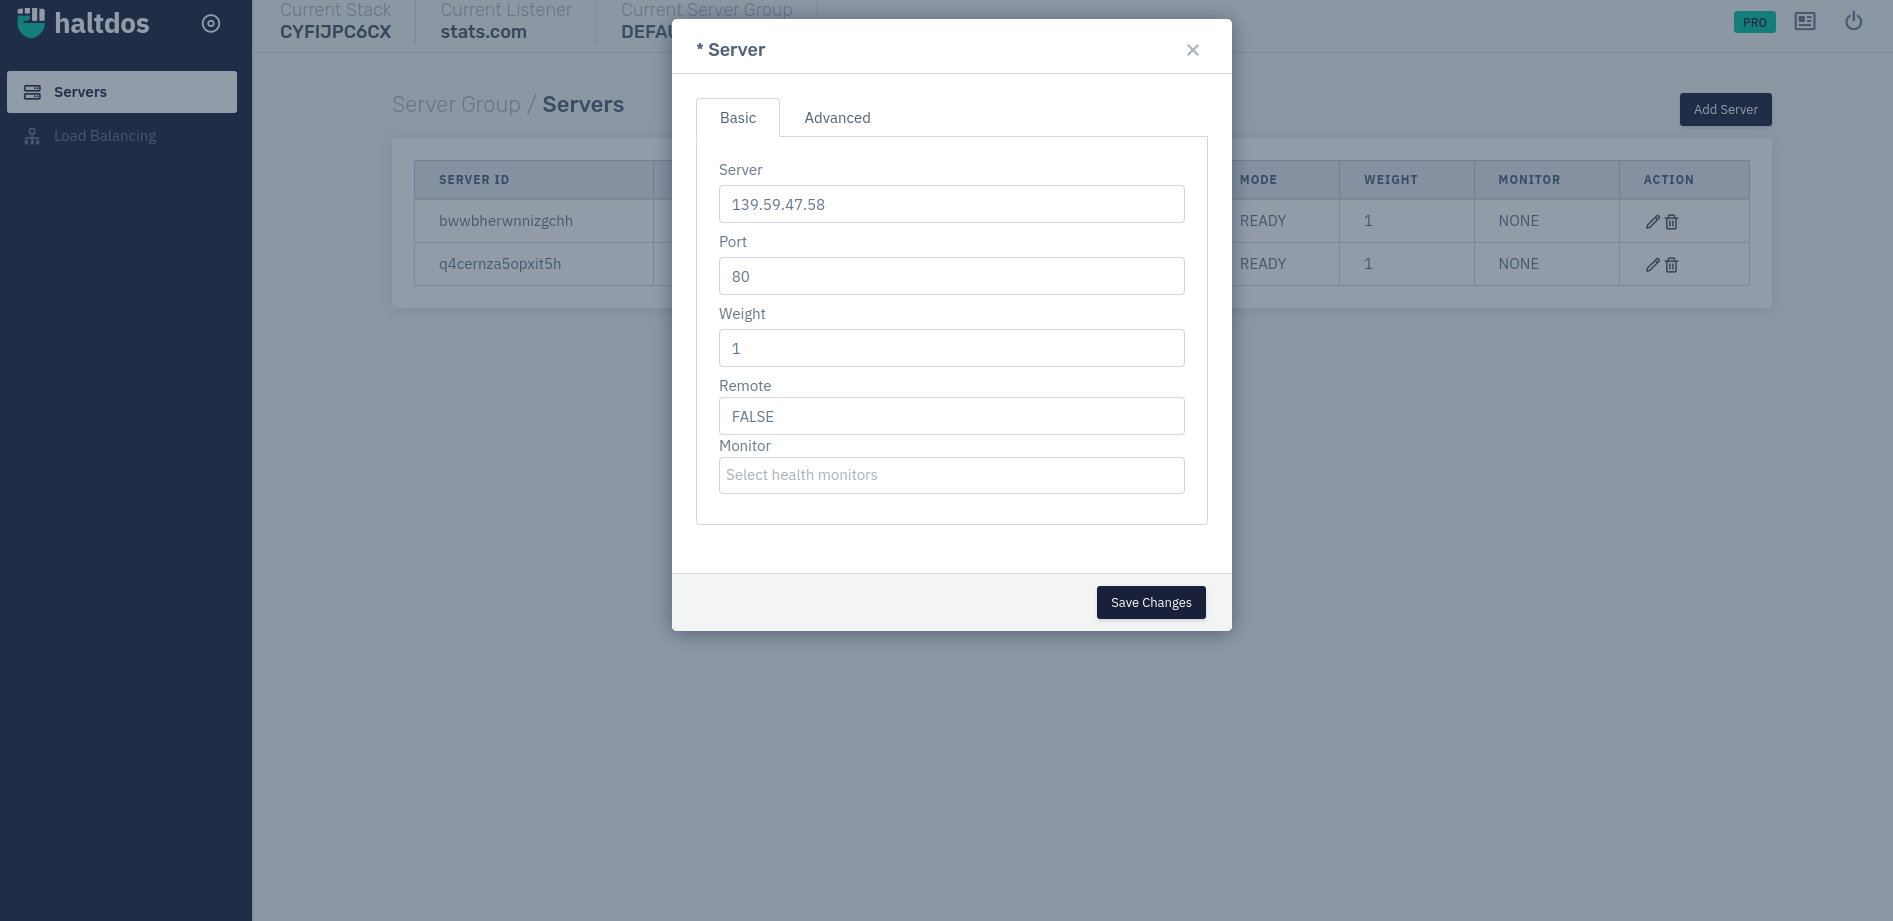 haltdos
Current Stack
CYFIJPC6CX
Current Listener
stats.com
Current Server Group
PRO
Servers
Load Balancing
Server Group / Servers
Add Server
SERVER ID
MODE
WEIGHT
MONITOR
ACTION
bwwbherwnnizgchh
READY
1
NONE
q4cernza5opxit5h
READY
1
NONE
* Server
Basic
Advanced
Server
139.59.47.58
Port
80
Weight
1
Remote
FALSE
Monitor
Select health monitors
Save Changes